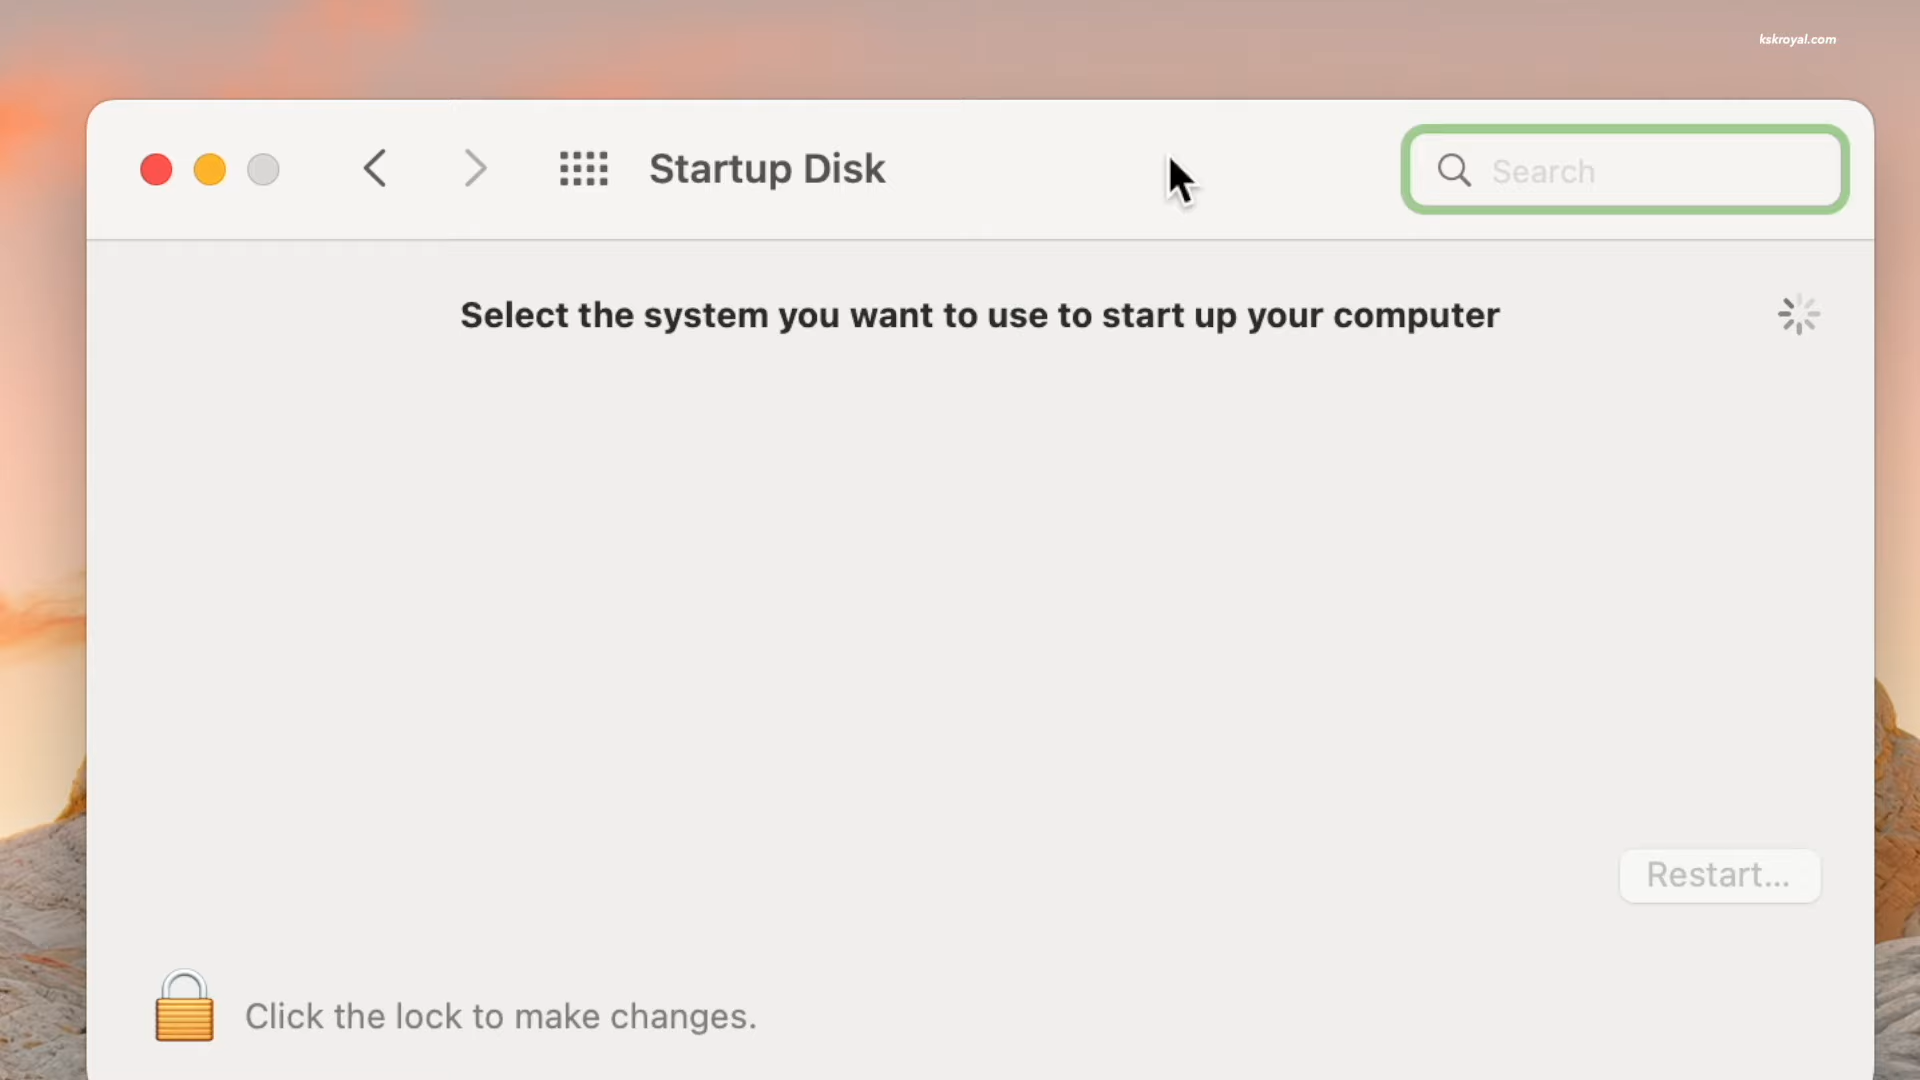 kskroyal.com
Startup Disk
Search
Select the system you want to use to start up your computer
Restart...
Click the lock to make changes.